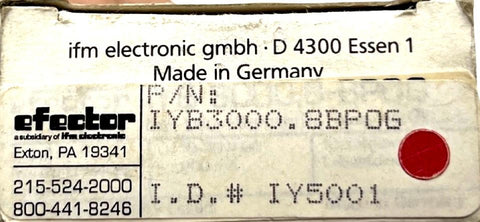 ifm electronic gmbh · D 4300 Essen 1
Made in Germany
P/N:
IYB3000.8BPOG
efector
a subsidiary of ifm electronic
Exton, PA 19341
215-524-2000
800-441-8246
I.D.# IY5001